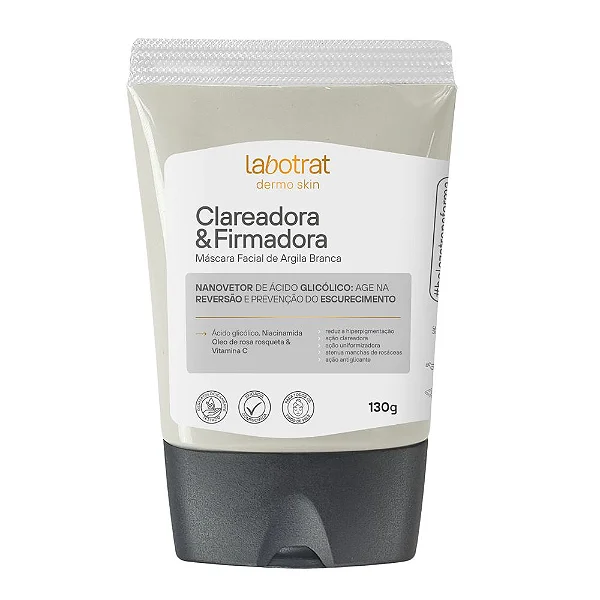 labotrat
dermo skin
Clareadora
&Firmadora
Máscara Facial de Argila Branca
NANOVETOR DE ÁCIDO GLICÓLICO: AGE NA
REVERSÃO E PREVENÇÃO DO ESCURECIMENTO
Ácido glicólico, Niacinamida
Óleo de rosa rosqueta &
Vitamina C
reduz a hiperpigmentação
ação clareadora
ação uniformizadora
atenua manchas de rosáceas
ação antiglicante
130g